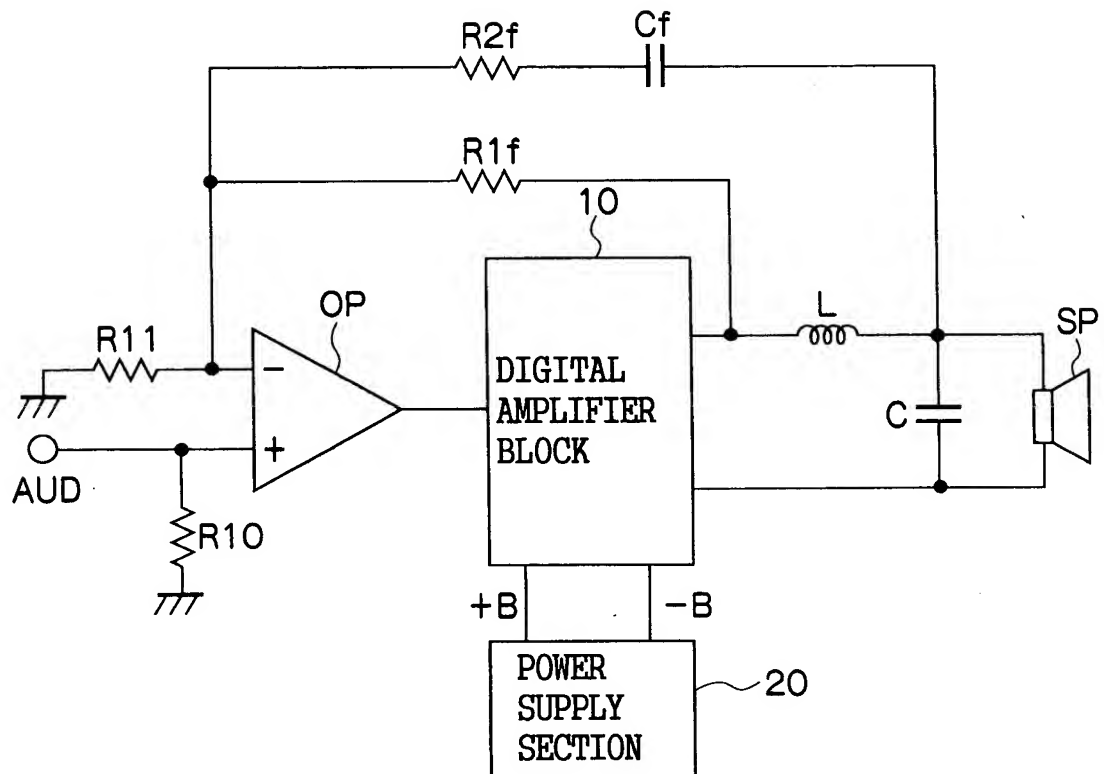 Cf
R2f
R1f
10
OP
L
SP
R11
DIGITAL
AMPLIFIER
BLOCK
C
AUD
R10
+B
-B
POWER
SUPPLY
SECTION
20
-
+